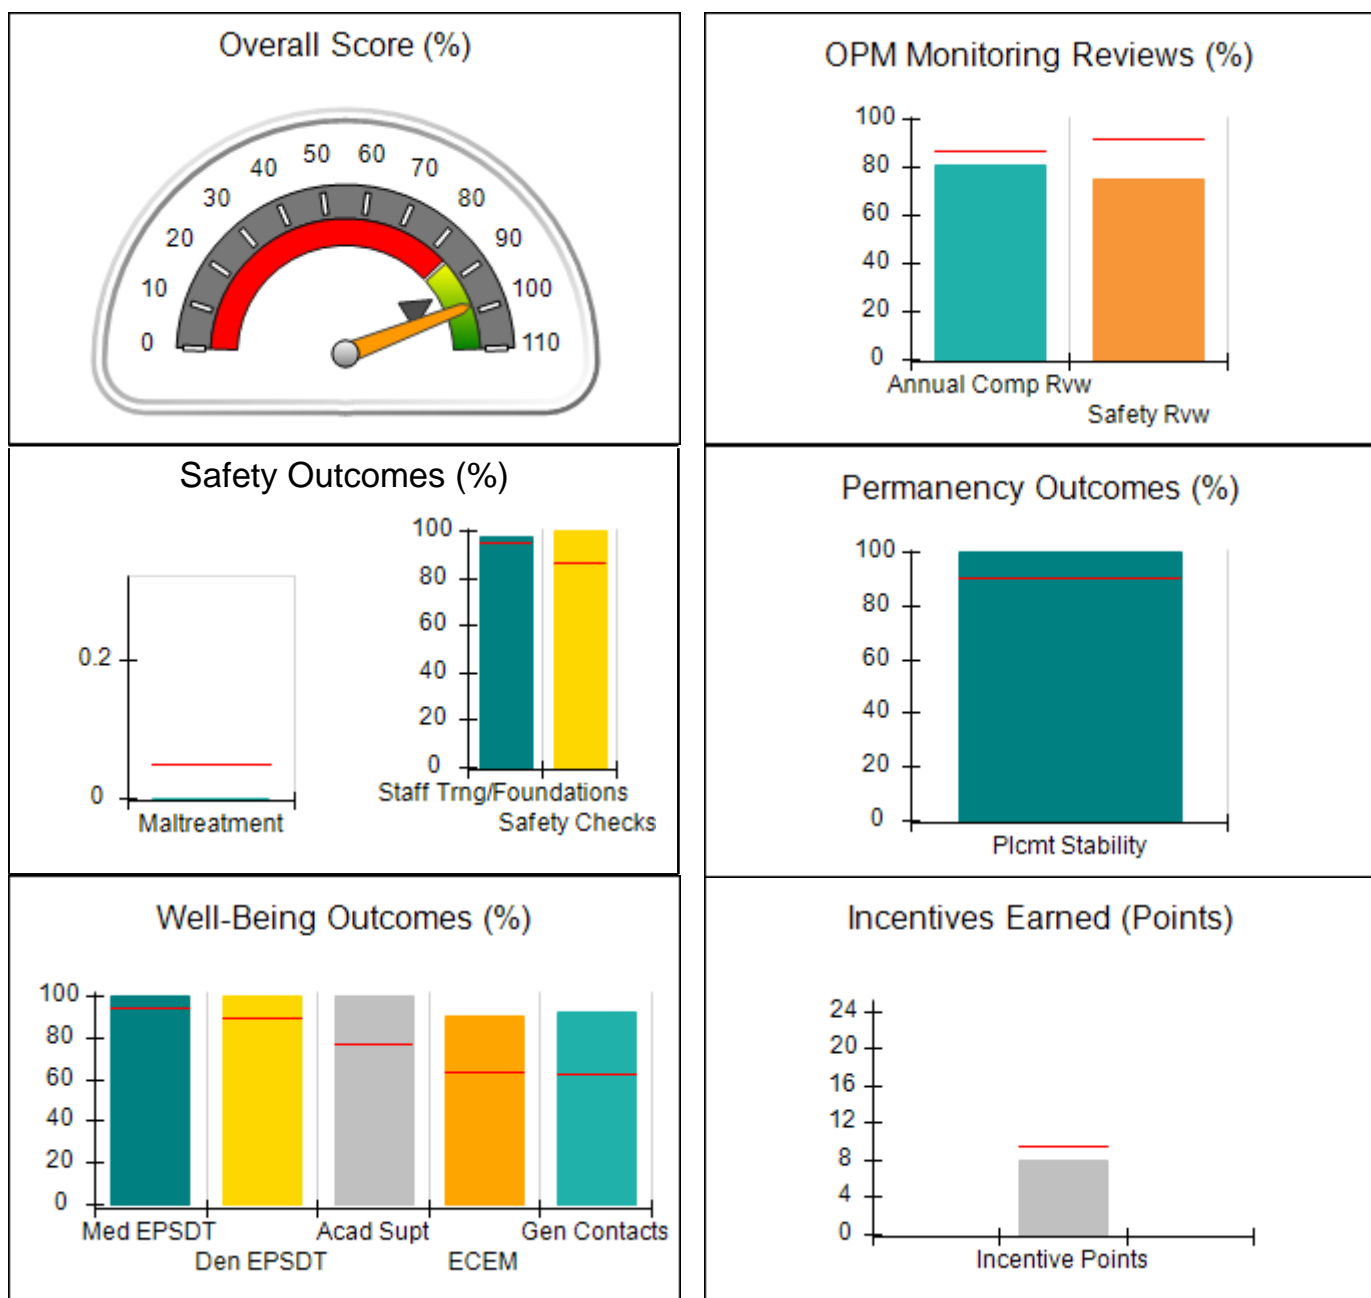 Overall Score (%)
0
10
20
30
40
50
60
70
80
90
100
110
OPM Monitoring Reviews (%)
100
80
60
40
20
0
Annual Comp Rvw
Safety Rvw
Safety Outcomes (%)
0.2
0
Maltreatment
100
80
60
40
20
0
Staff Trng/Foundations
Safety Checks
Permanency Outcomes (%)
100
80
60
40
20
0
Plcmt Stability
Well-Being Outcomes (%)
100
80
60
40
20
0
Med EPSDT
Den EPSDT
Acad Supt
ECEM
Gen Contacts
Incentives Earned (Points)
24
20
16
12
8
4
0
Incentive Points